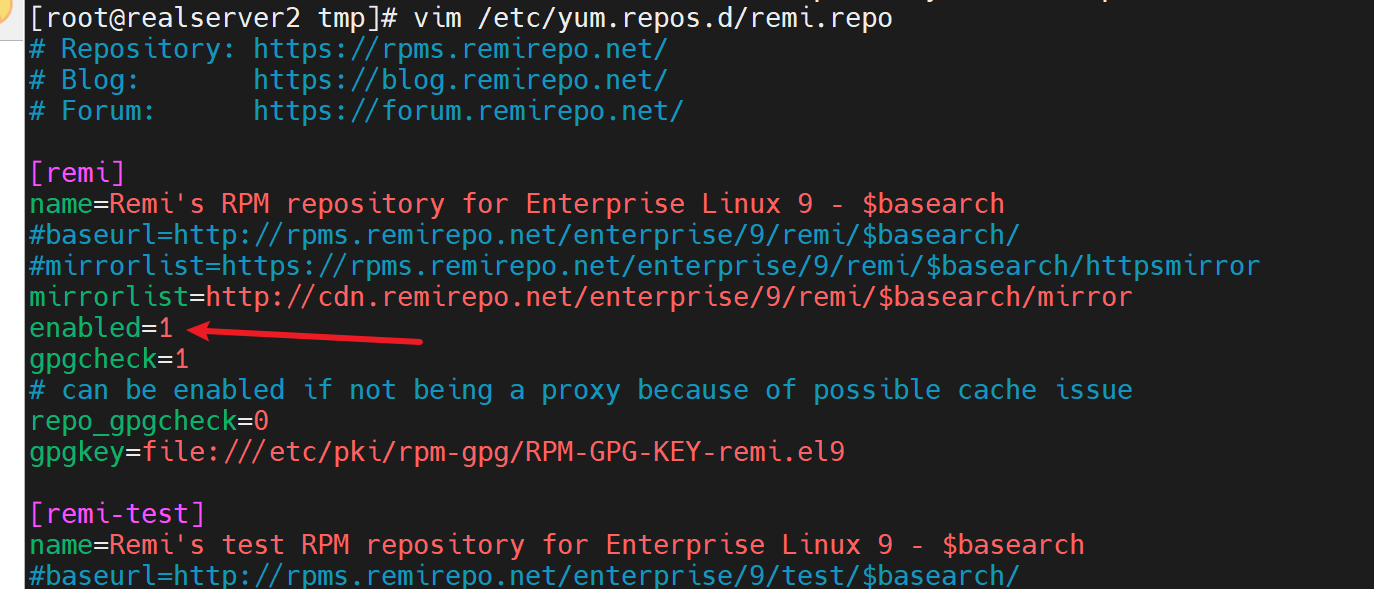 [root@realserver2 tmp]# vim /etc/yum.repos.d/remi.repo
# Repository: https://rpms.remirepo.net/
# Blog:       https://blog.remirepo.net/
# Forum:      https://forum.remirepo.net/

[remi]
name=Remi's RPM repository for Enterprise Linux 9 - $basearch
#baseurl=http://rpms.remirepo.net/enterprise/9/remi/$basearch/
#mirrorlist=https://rpms.remirepo.net/enterprise/9/remi/$basearch/httpsmirror
mirrorlist=http://cdn.remirepo.net/enterprise/9/remi/$basearch/mirror
enabled=1
gpgcheck=1
# can be enabled if not being a proxy because of possible cache issue
repo_gpgcheck=0
gpgkey=file:///etc/pki/rpm-gpg/RPM-GPG-KEY-remi.el9

[remi-test]
name=Remi's test RPM repository for Enterprise Linux 9 - $basearch
#baseurl=http://rpms.remirepo.net/enterprise/9/test/$basearch/